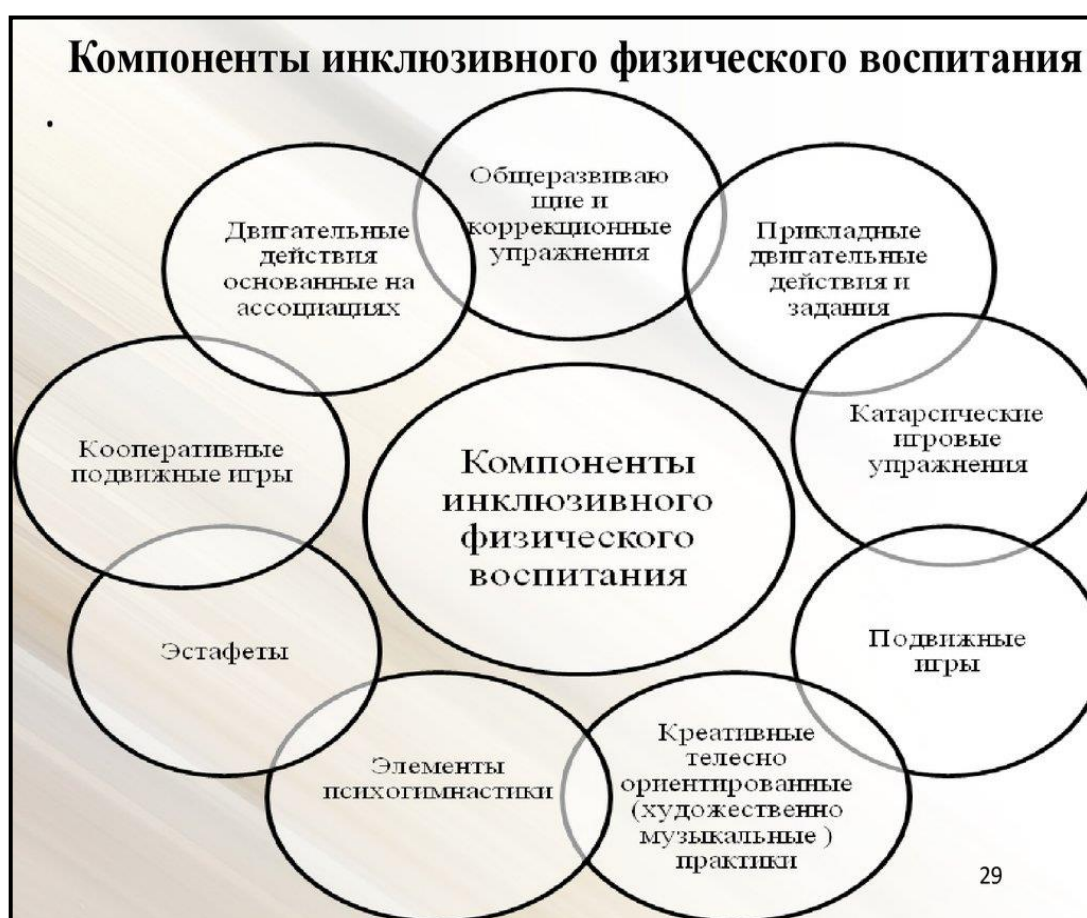 Компоненты инклюзивного физического воспитания
.
Общеразвиваю
щие и
коррекционные
упражнения
Прикладные
двигательные
действия и
задания
Катарсические
игровые
упражнения
Подвижные
игры
Креативные
телесно
ориентированные
(художественно
музыкальные )
практики
Элементы
психогимнастики
Эстафеты
Кооперативные
подвижные игры
Двигательные
действия
основанные на
ассоциациях
Компоненты
инклюзивного
физического
воспитания
29